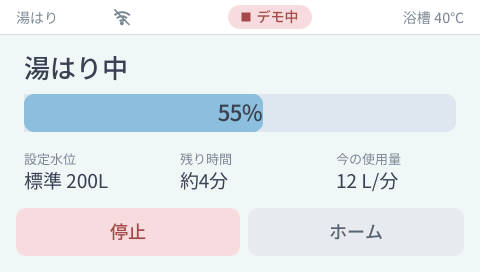 湯はり
デモ中
浴槽 40℃
湯はり中
55%
設定水位
残り時間
今の使用量
標準 200L
約4分
12 L/分
停止
ホーム